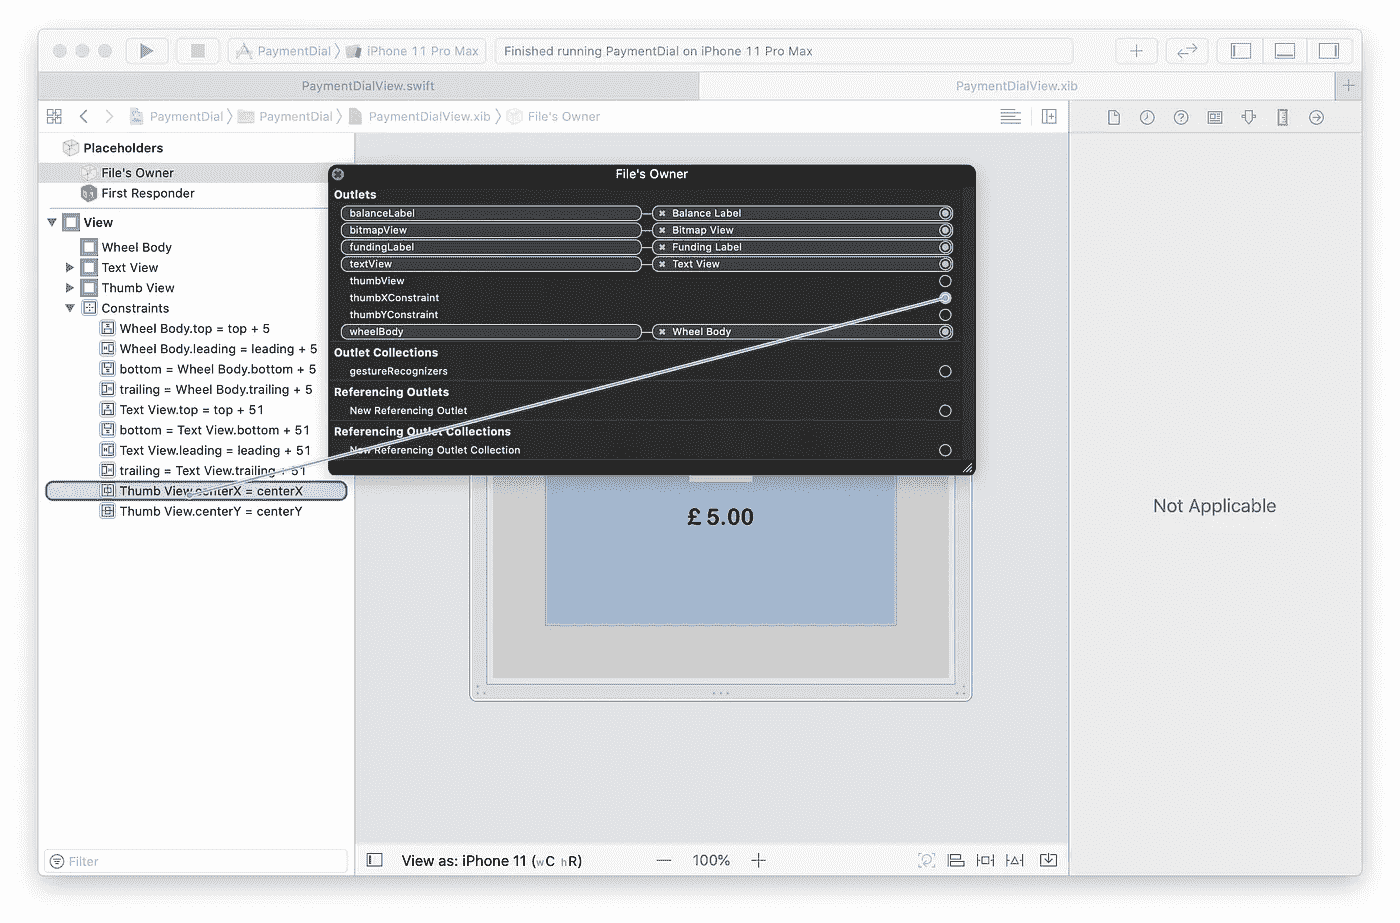 PaymentDial 〉 iPhone 11 Pro Max
Finished running PaymentDial on iPhone 11 Pro Max
PaymentDialView.swift
PaymentDialView.xib
PaymentDial 〉 PaymentDial 〉 PaymentDialView.xib 〉 File's Owner
Placeholders
File's Owner
First Responder
View
Wheel Body
Text View
Thumb View
Constraints
Wheel Body.top = top + 5
Wheel Body.leading = leading + 5
bottom = Wheel Body.bottom + 5
trailing = Wheel Body.trailing + 5
Text View.top = top + 51
bottom = Text View.bottom + 51
Text View.leading = leading + 51
trailing = Text View.trailing + 51
Thumb View.centerX = centerX
Thumb View.centerY = centerY
Filter
File's Owner
Outlets
balanceLabel Balance Label
bitmapView Bitmap View
fundingLabel Funding Label
textView Text View
thumbView
thumbXConstraint
thumbYConstraint
wheelBody Wheel Body
Outlet Collections
gestureRecognizers
Referencing Outlets
New Referencing Outlet
Referencing Outlet Collections
New Referencing Outlet Collection
£ 5.00
View as: iPhone 11 (wC hR)
100%
Not Applicable